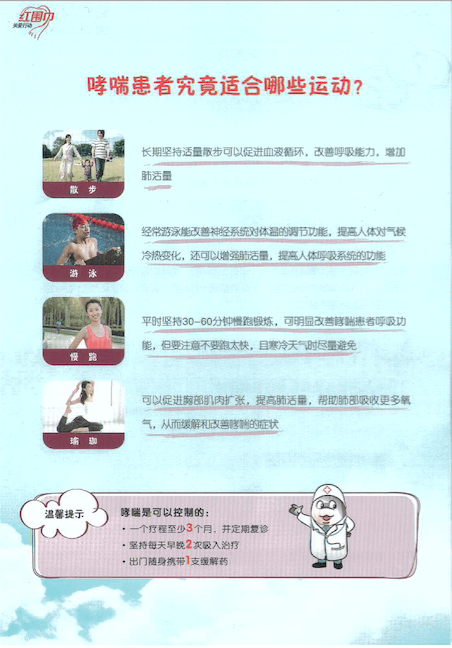 红围巾
关爱行动
哮喘患者究竟适合哪些运动？
长期坚持适量散步可以促进血液循环，改善呼吸能力，增加
肺活量
散 步
经常游泳能改善神经系统对体温的调节功能，提高人体对气候
冷热变化，还可以增强肺活量，提高人体呼吸系统的功能
游 泳
平时坚持30-60分钟慢跑锻炼，可明显改善哮喘患者呼吸功
能，但要注意不要跑太快，且寒冷天气时尽量避免
慢 跑
可以促进胸部肌肉扩张，提高肺活量，帮助肺部吸收更多氧
气，从而缓解和改善哮喘的症状
瑜 珈
温馨提示
哮喘是可以控制的：
·一个疗程至少3个月，并定期复诊
·坚持每天早晚2次吸入治疗
·出门随身携带1支缓解药